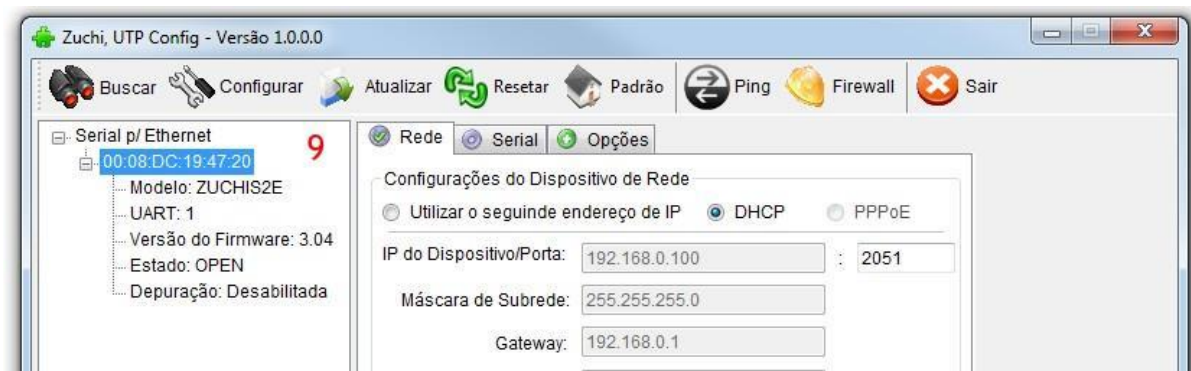 Zuchi, UTP Config - Versão 1.0.0.0
Buscar Configurar Atualizar Resetar Padrão Ping Firewall Sair
Serial p/ Ethernet
9
00:08:DC:19:47:20
Modelo: ZUCHIS2E
UART: 1
Versão do Firmware: 3.04
Estado: OPEN
Depuração: Desabilitada
Rede Serial Opções
Configurações do Dispositivo de Rede
Utilizar o seguinde endereço de IP DHCP PPPoE
IP do Dispositivo/Porta: 192.168.0.100 : 2051
Máscara de Subrede: 255.255.255.0
Gateway: 192.168.0.1